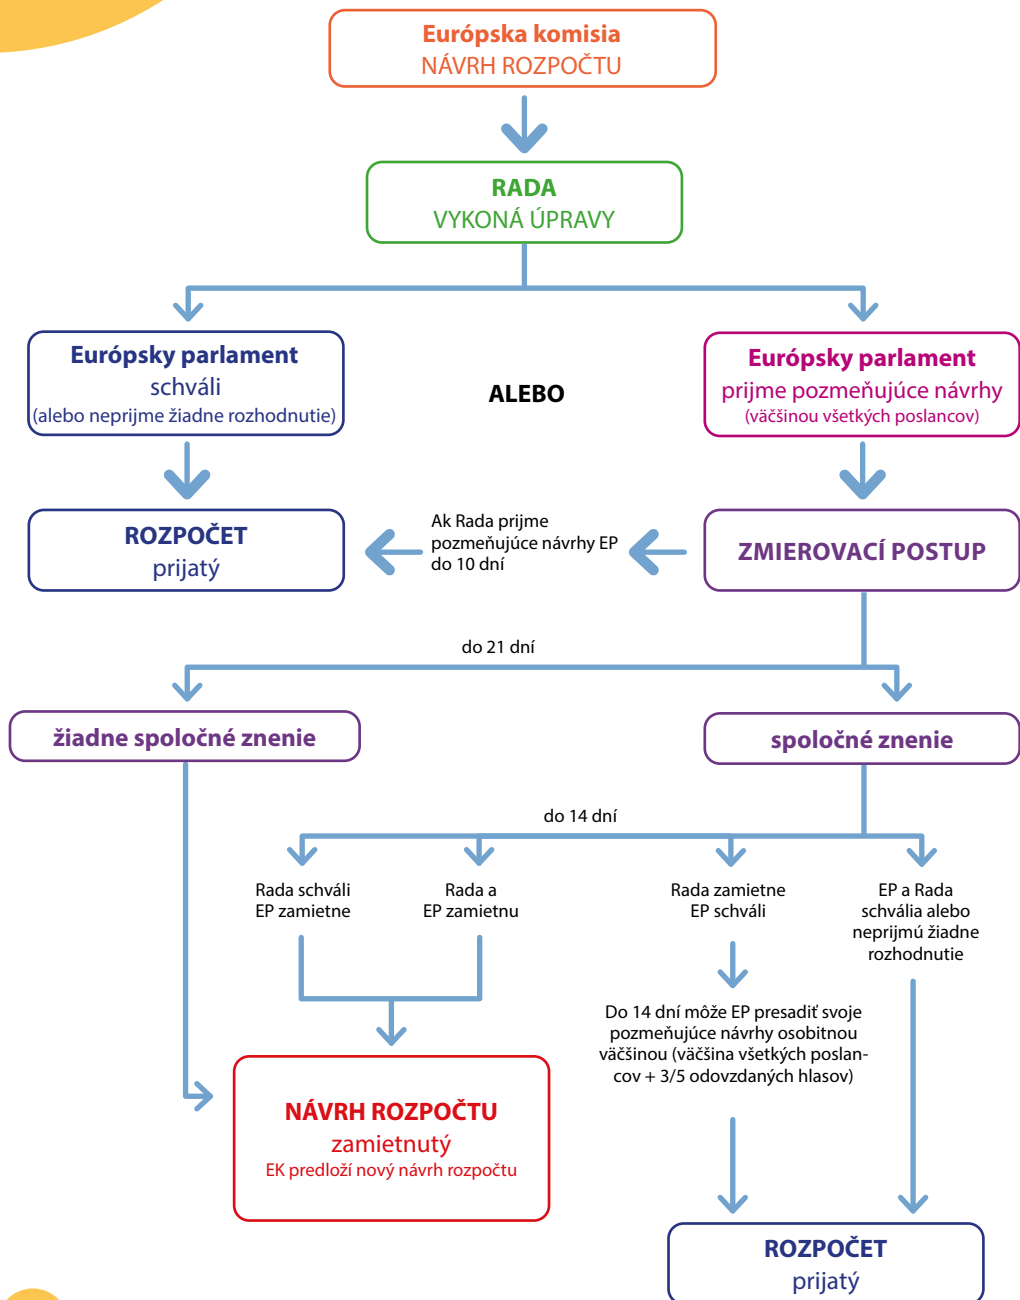 Európska komisia
NÁVRH ROZPOČTU
RADA
VYKONÁ ÚPRAVY
Európsky parlament
schváli
(alebo neprijme žiadne rozhodnutie)
ALEBO
Európsky parlament
prijme pozmeňujúce návrhy
(väčšinou všetkých poslancov)
ROZPOČET
prijatý
Ak Rada prijme
pozmeňujúce návrhy EP
do 10 dní
ZMIEROVACÍ POSTUP
do 21 dní
žiadne spoločné znenie
spoločné znenie
do 14 dní
Rada schváli
EP zamietne
Rada a
EP zamietnu
Rada zamietne
EP schváli
EP a Rada
schvália alebo
neprijmú žiadne
rozhodnutie
Do 14 dní môže EP presadiť svoje
pozmeňujúce návrhy osobitnou
väčšinou (väčšina všetkých poslan-
cov + 3/5 odovzdaných hlasov)
NÁVRH ROZPOČTU
zamietnutý
EK predloží nový návrh rozpočtu
ROZPOČET
prijatý